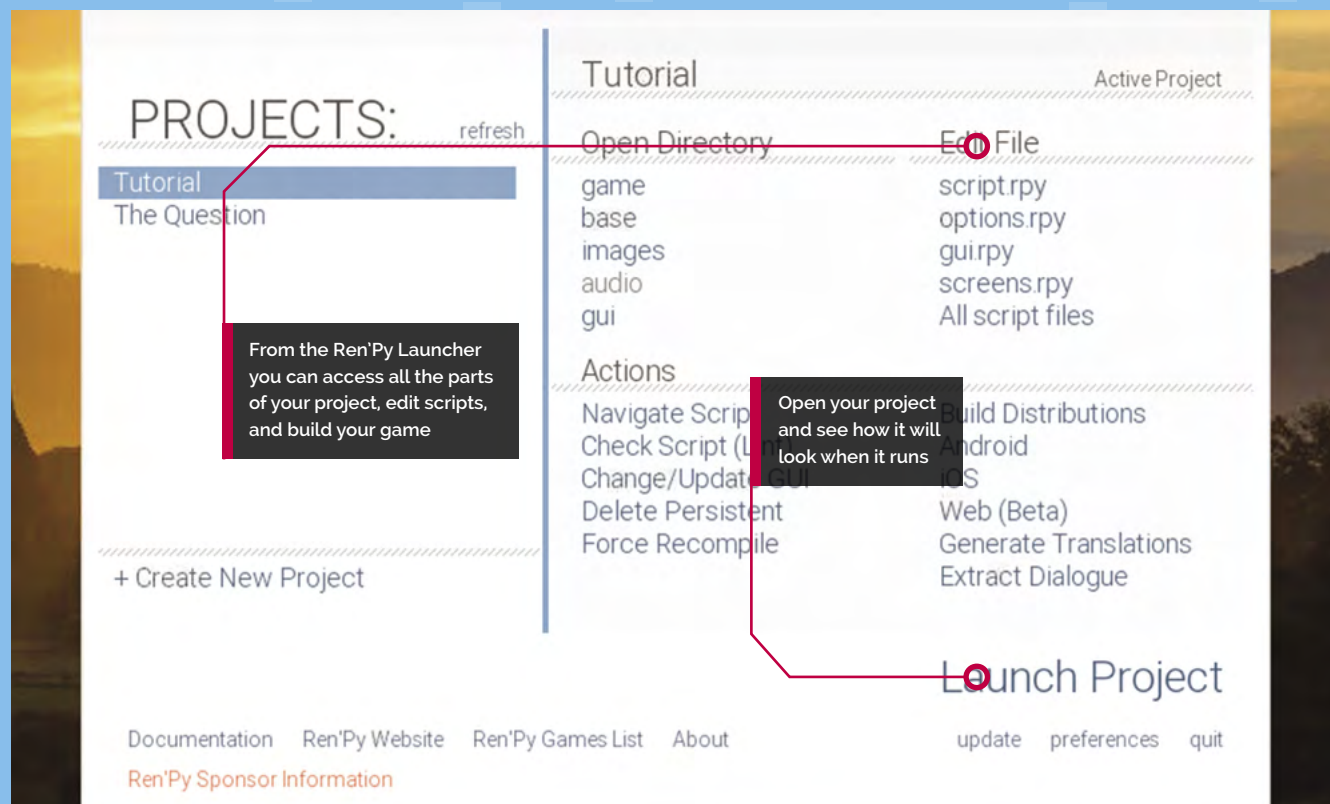 PROJECTS:
refresh
Tutorial
The Question
From the Ren'Py Launcher
you can access all the parts
of your project, edit scripts,
and build your game
+ Create New Project
Tutorial
Active Project
Open Directory
game
base
images
audio
gui
Edit File
script.rpy
options.rpy
gui.rpy
screens.rpy
All script files
Actions
Navigate Scrip
Check Script (Lint)
Change/Update GUI
Delete Persistent
Force Recompile
Open your project
and see how it will
look when it runs
Build Distributions
Android
iOS
Web (Beta)
Generate Translations
Extract Dialogue
Launch Project
Documentation Ren'Py Website Ren'Py Games List About
update preferences quit
Ren'Py Sponsor Information